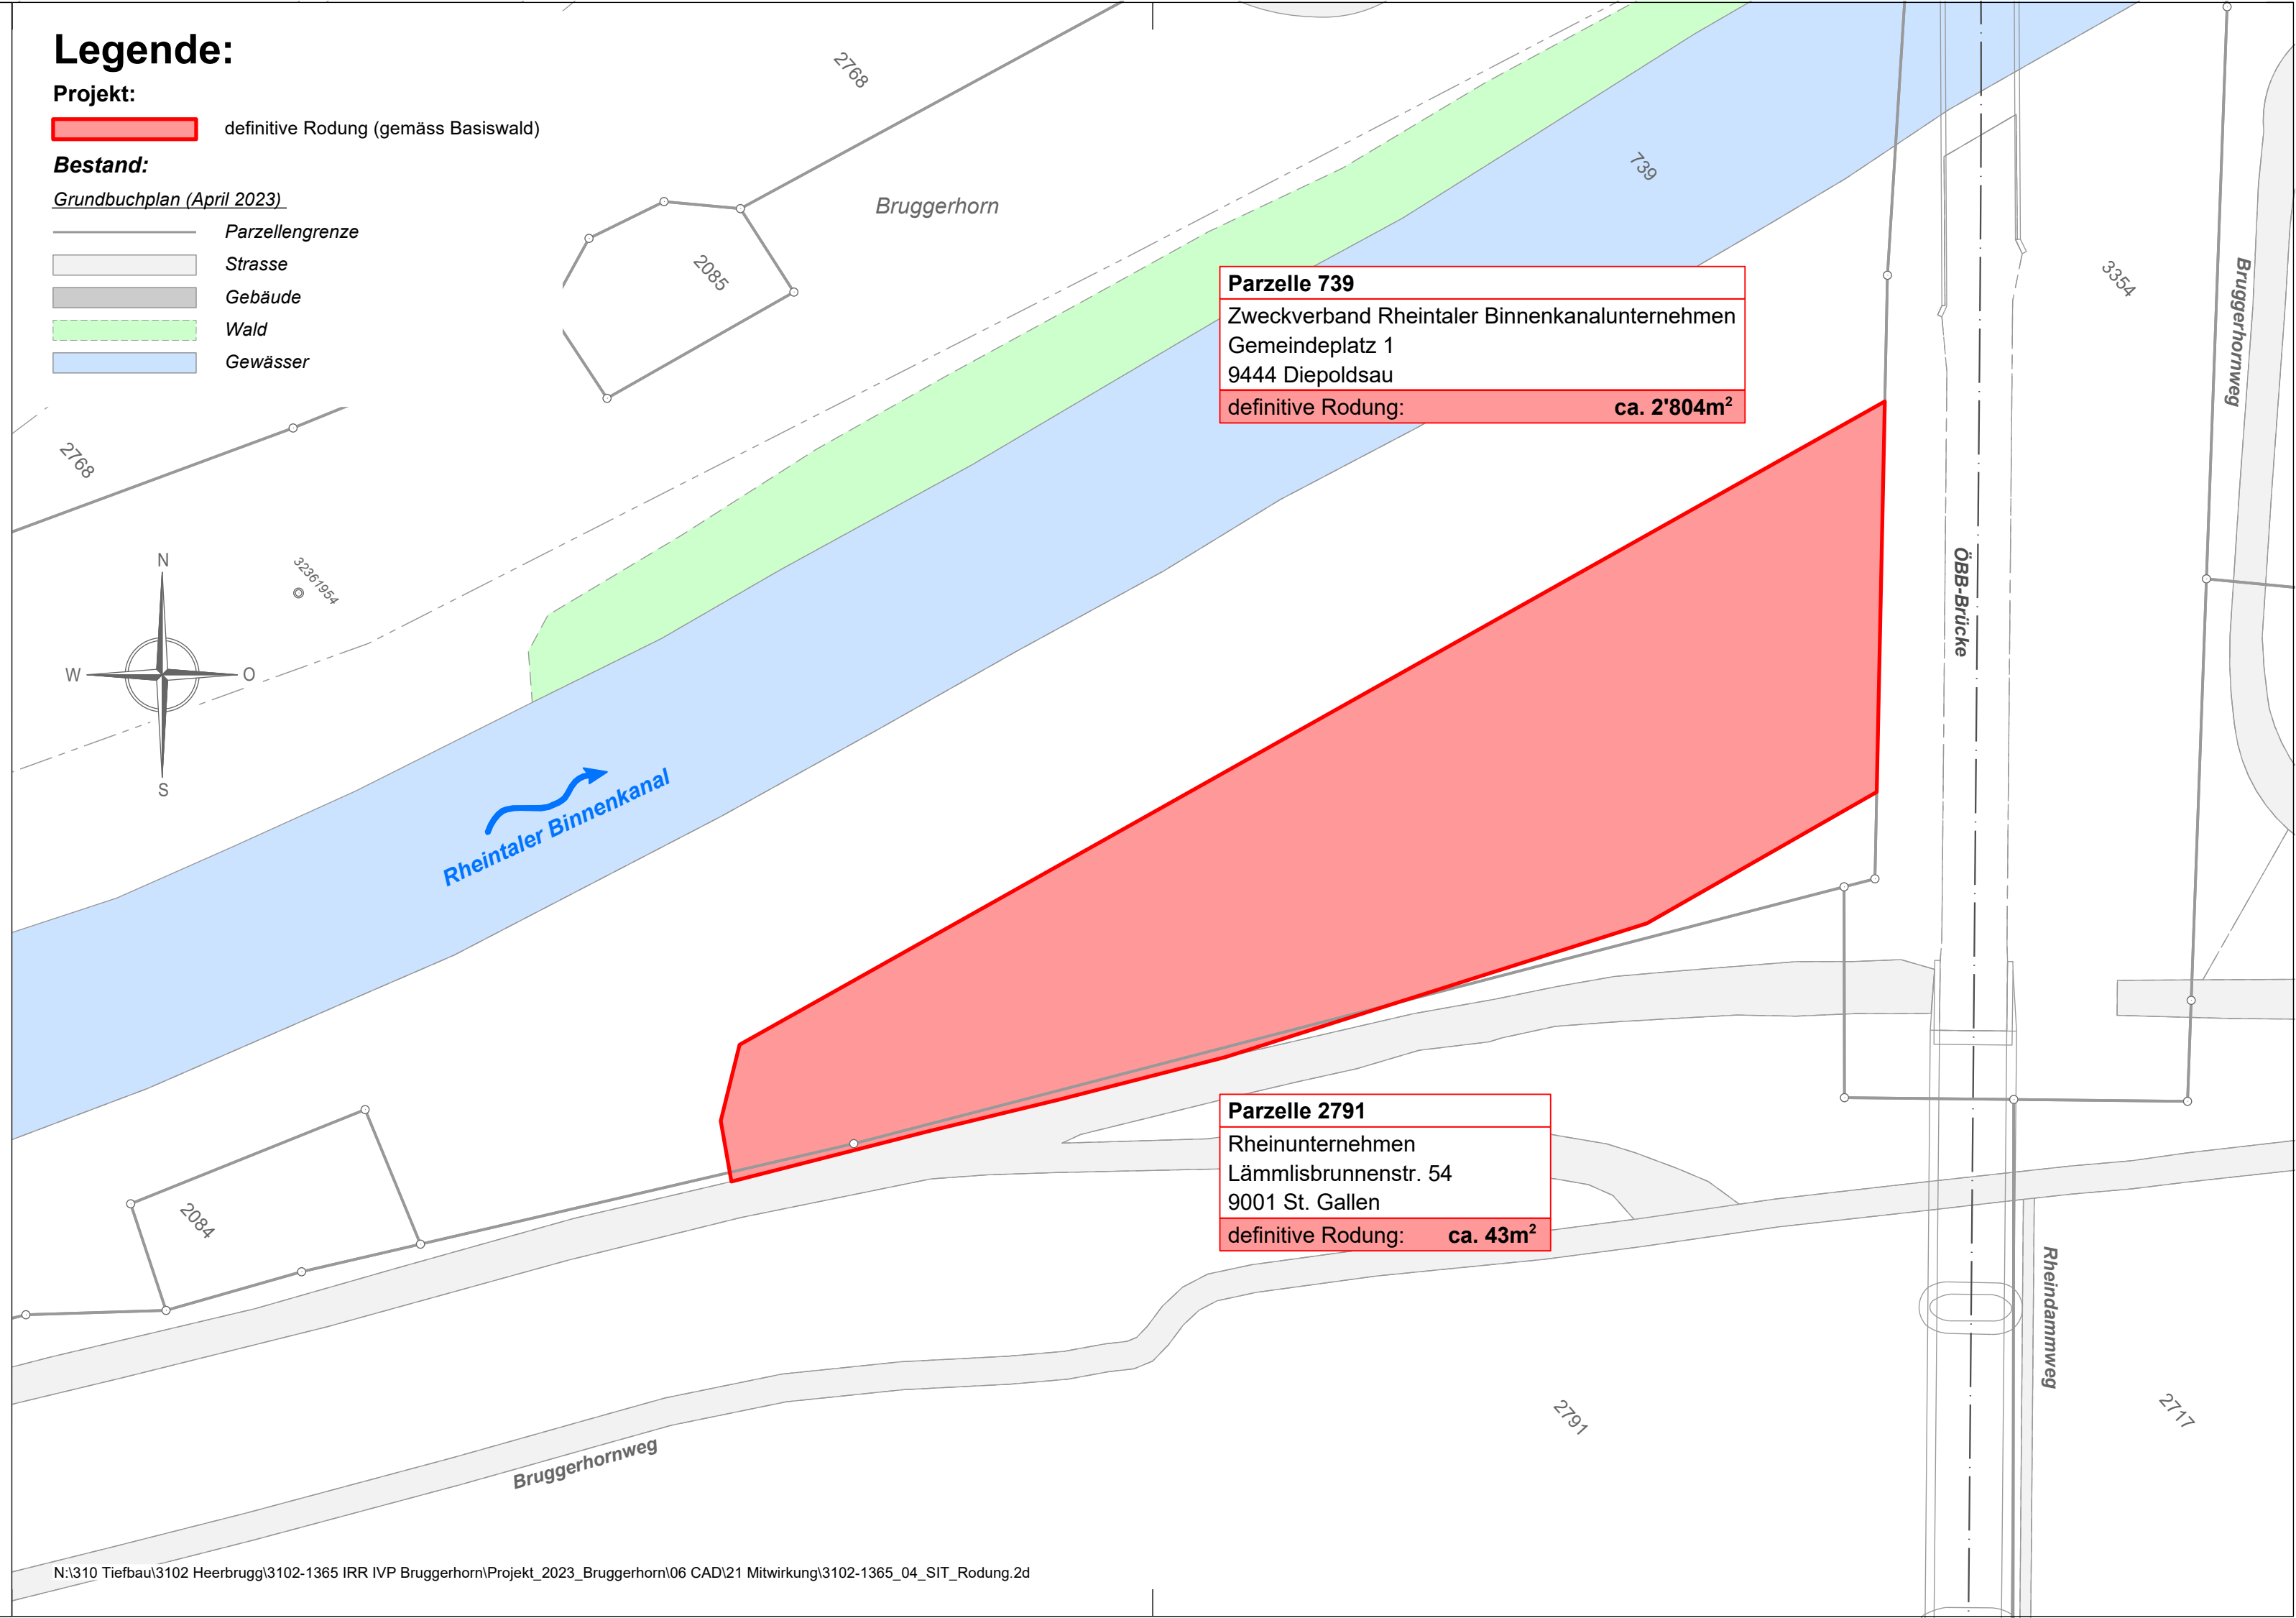 Legende:
Projekt:
definitive Rodung (gemäss Basiswald)
Bestand:
Grundbuchplan (April 2023)
Parzellengrenze
Strasse
Gebäude
Wald
Gewässer
2768
2085
Bruggerhorn
739
3354
Bruggerhornweg
Parzelle 739
Zweckverband Rheintaler Binnenkanalunternehmen
Gemeindeplatz 1
9444 Diepoldsau
definitive Rodung: ca. 2'804m²
2768
32361954
N
W
O
S
ÖBB-Brücke
Rheintaler Binnenkanal
2084
Parzelle 2791
Rheinunternehmen
Lämmlisbrunnenstr. 54
9001 St. Gallen
definitive Rodung: ca. 43m²
Rheindammweg
2791
2717
Bruggerhornweg
N:\310 Tiefbau\3102 Heerbrugg\3102-1365 IRR IVP Bruggerhorn\Projekt_2023_Bruggerhorn\06 CAD\21 Mitwirkung\3102-1365_04_SIT_Rodung.2d